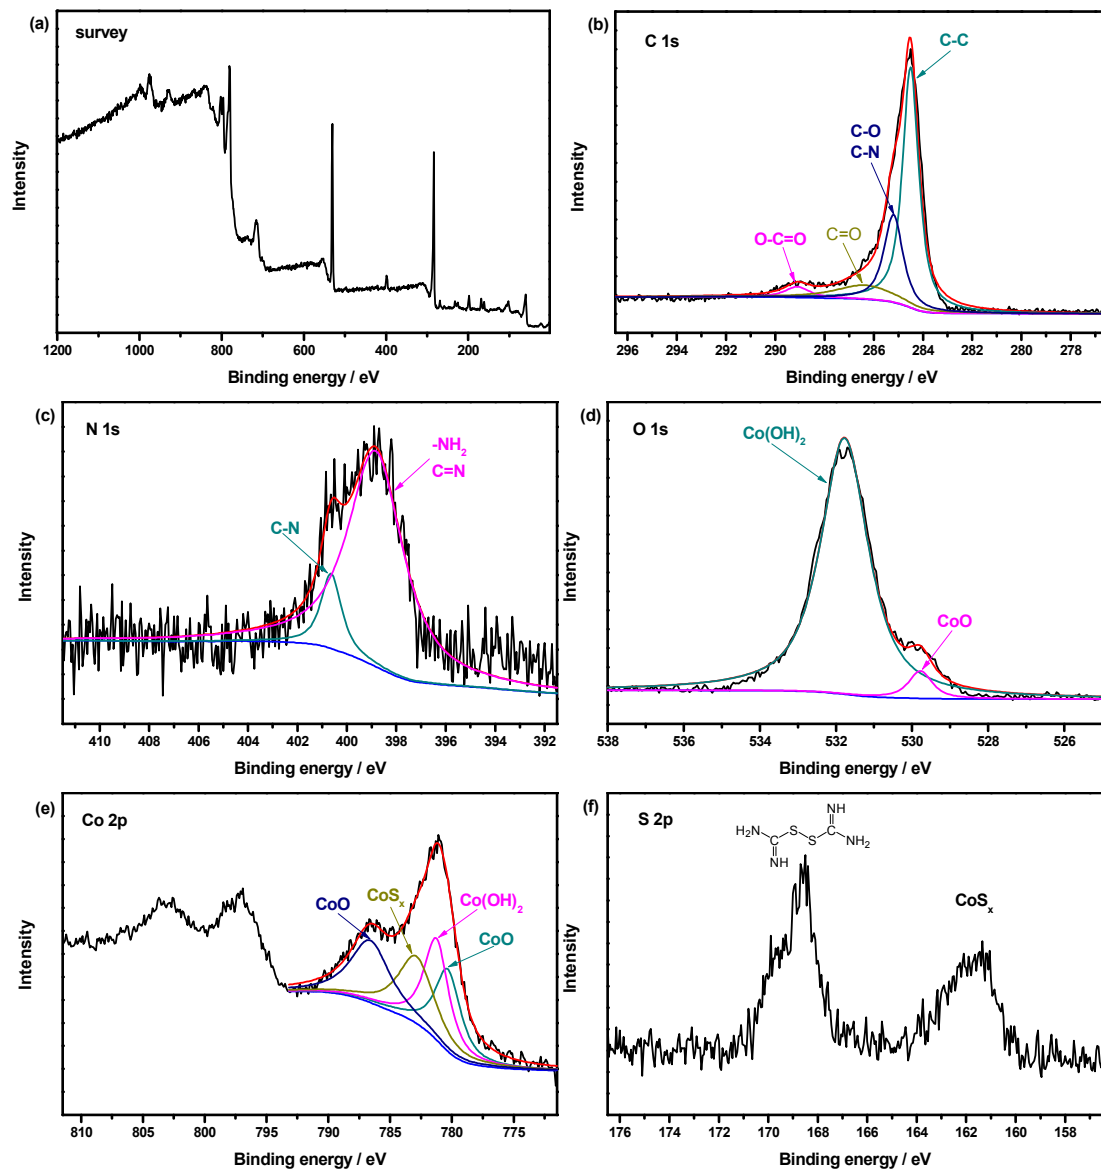 (a)
survey
Intensity
1200 1000 800 600 400 200
Binding energy / eV
(b)
C 1s
C-C
C-O
C-N
O-C=O
C=O
Intensity
296 294 292 290 288 286 284 282 280 278
Binding energy / eV
(c)
N 1s
-NH₂
C=N
C-N
Intensity
410 408 406 404 402 400 398 396 394 392
Binding energy / eV
(d)
O 1s
Co(OH)₂
CoO
Intensity
538 536 534 532 530 528 526
Binding energy / eV
(e)
Co 2p
CoO
CoSₓ
Co(OH)₂
CoO
Intensity
810 805 800 795 790 785 780 775
Binding energy / eV
(f)
S 2p
NH
H₂N S
S NH₂
NH
CoSₓ
Intensity
176 174 172 170 168 166 164 162 160 158
Binding energy / eV